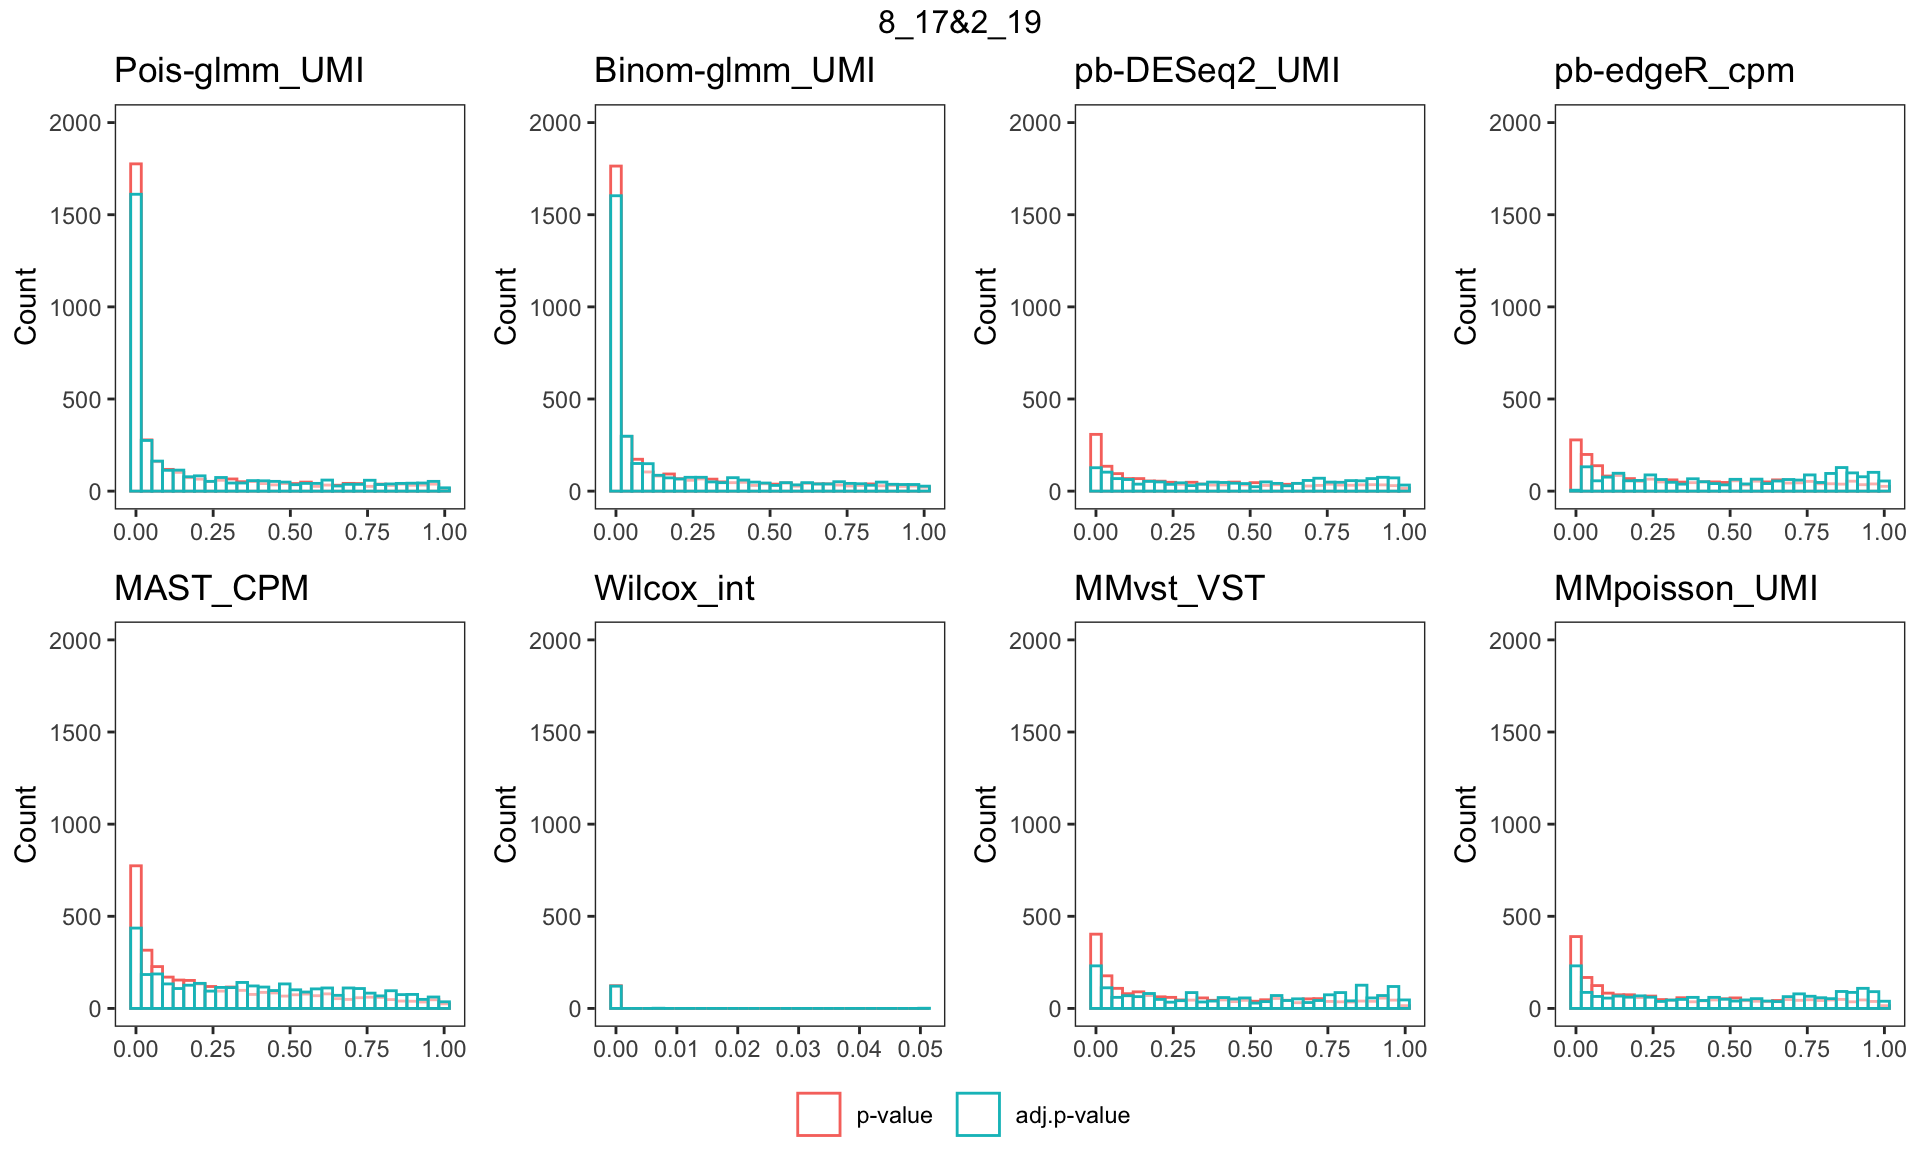 8_17&2_19
Pois-glmm_UMI Binom-glmm_UMI pb-DESeq2_UMI pb-edgeR_cpm
2000 2000 2000 2000
1500 1500 1500 1500
Count Count Count Count
1000 1000 1000 1000
500 500 500 500
0 0 0 0
0.00 0.25 0.50 0.75 1.00 0.00 0.25 0.50 0.75 1.00 0.00 0.25 0.50 0.75 1.00 0.00 0.25 0.50 0.75 1.00
MAST_CPM Wilcox_int MMvst_VST MMpoisson_UMI
2000 2000 2000 2000
1500 1500 1500 1500
Count Count Count Count
1000 1000 1000 1000
500 500 500 500
0 0 0 0
0.00 0.25 0.50 0.75 1.00 0.00 0.01 0.02 0.03 0.04 0.05 0.00 0.25 0.50 0.75 1.00 0.00 0.25 0.50 0.75 1.00
p-value adj.p-value